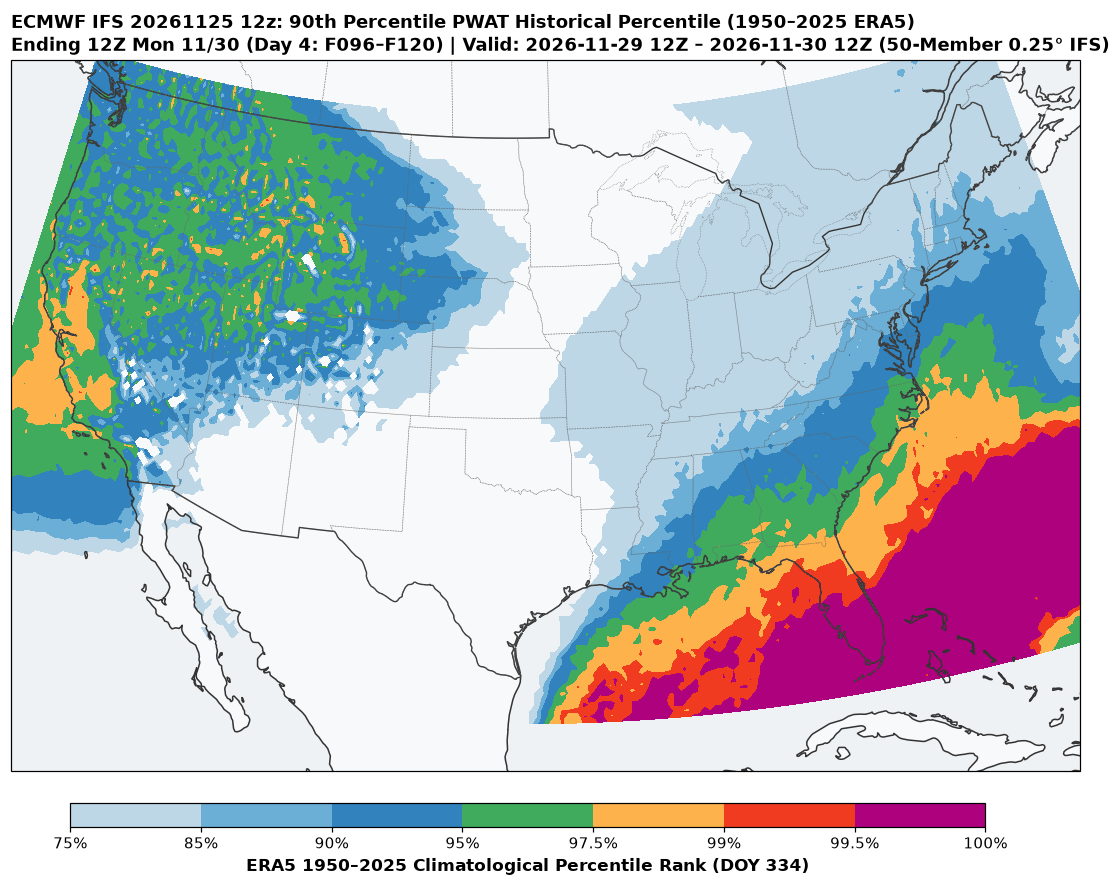 ECMWF IFS 20261125 12z: 90th Percentile PWAT Historical Percentile (1950–2025 ERA5)
Ending 12Z Mon 11/30 (Day 4: F096–F120) | Valid: 2026-11-29 12Z – 2026-11-30 12Z (50-Member 0.25° IFS)
75% 85% 90% 95% 97.5% 99% 99.5% 100%
ERA5 1950–2025 Climatological Percentile Rank (DOY 334)